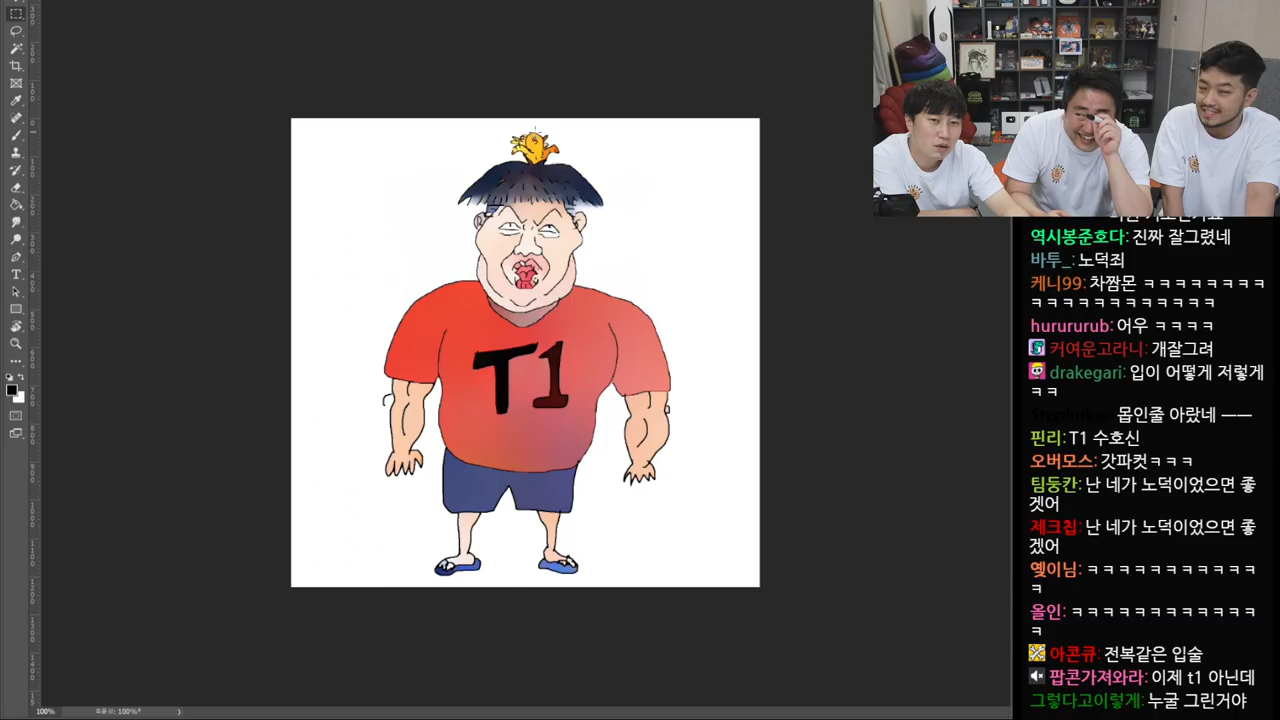 T1
역시봉준호다: 진짜 잘그렸네
바투_: 노덕죄
케니99: 차짬몬 ㅋㅋㅋㅋㅋㅋㅋㅋ
ㅋㅋㅋㅋㅋㅋㅋㅋㅋㅋㅋㅋ
hurururub: 어우 ㅋㅋㅋㅋ
커여운고라니: 개잘그려
drakegari: 입이 어떻게 저렇게
ㅋㅋ
몹인줄 아랐네 ㅡㅡ
핀리: T1 수호신
오버모스: 갓파컷ㅋㅋㅋ
팀둥칸: 난 네가 노덕이었으면 좋
겟어
제크칩: 난 네가 노덕이었으면 좋
겠어
옃이님: ㅋㅋㅋㅋㅋㅋㅋㅋㅋㅋㅋㅋ
ㅋ
올인: ㅋㅋㅋㅋㅋㅋㅋㅋㅋㅋㅋㅋㅋ
ㅋ
아콘큐: 전복같은 입술
팝콘가져와라: 이제 t1 아닌데
그렇다고이렇게: 누굴 그린거야
100%
100%*